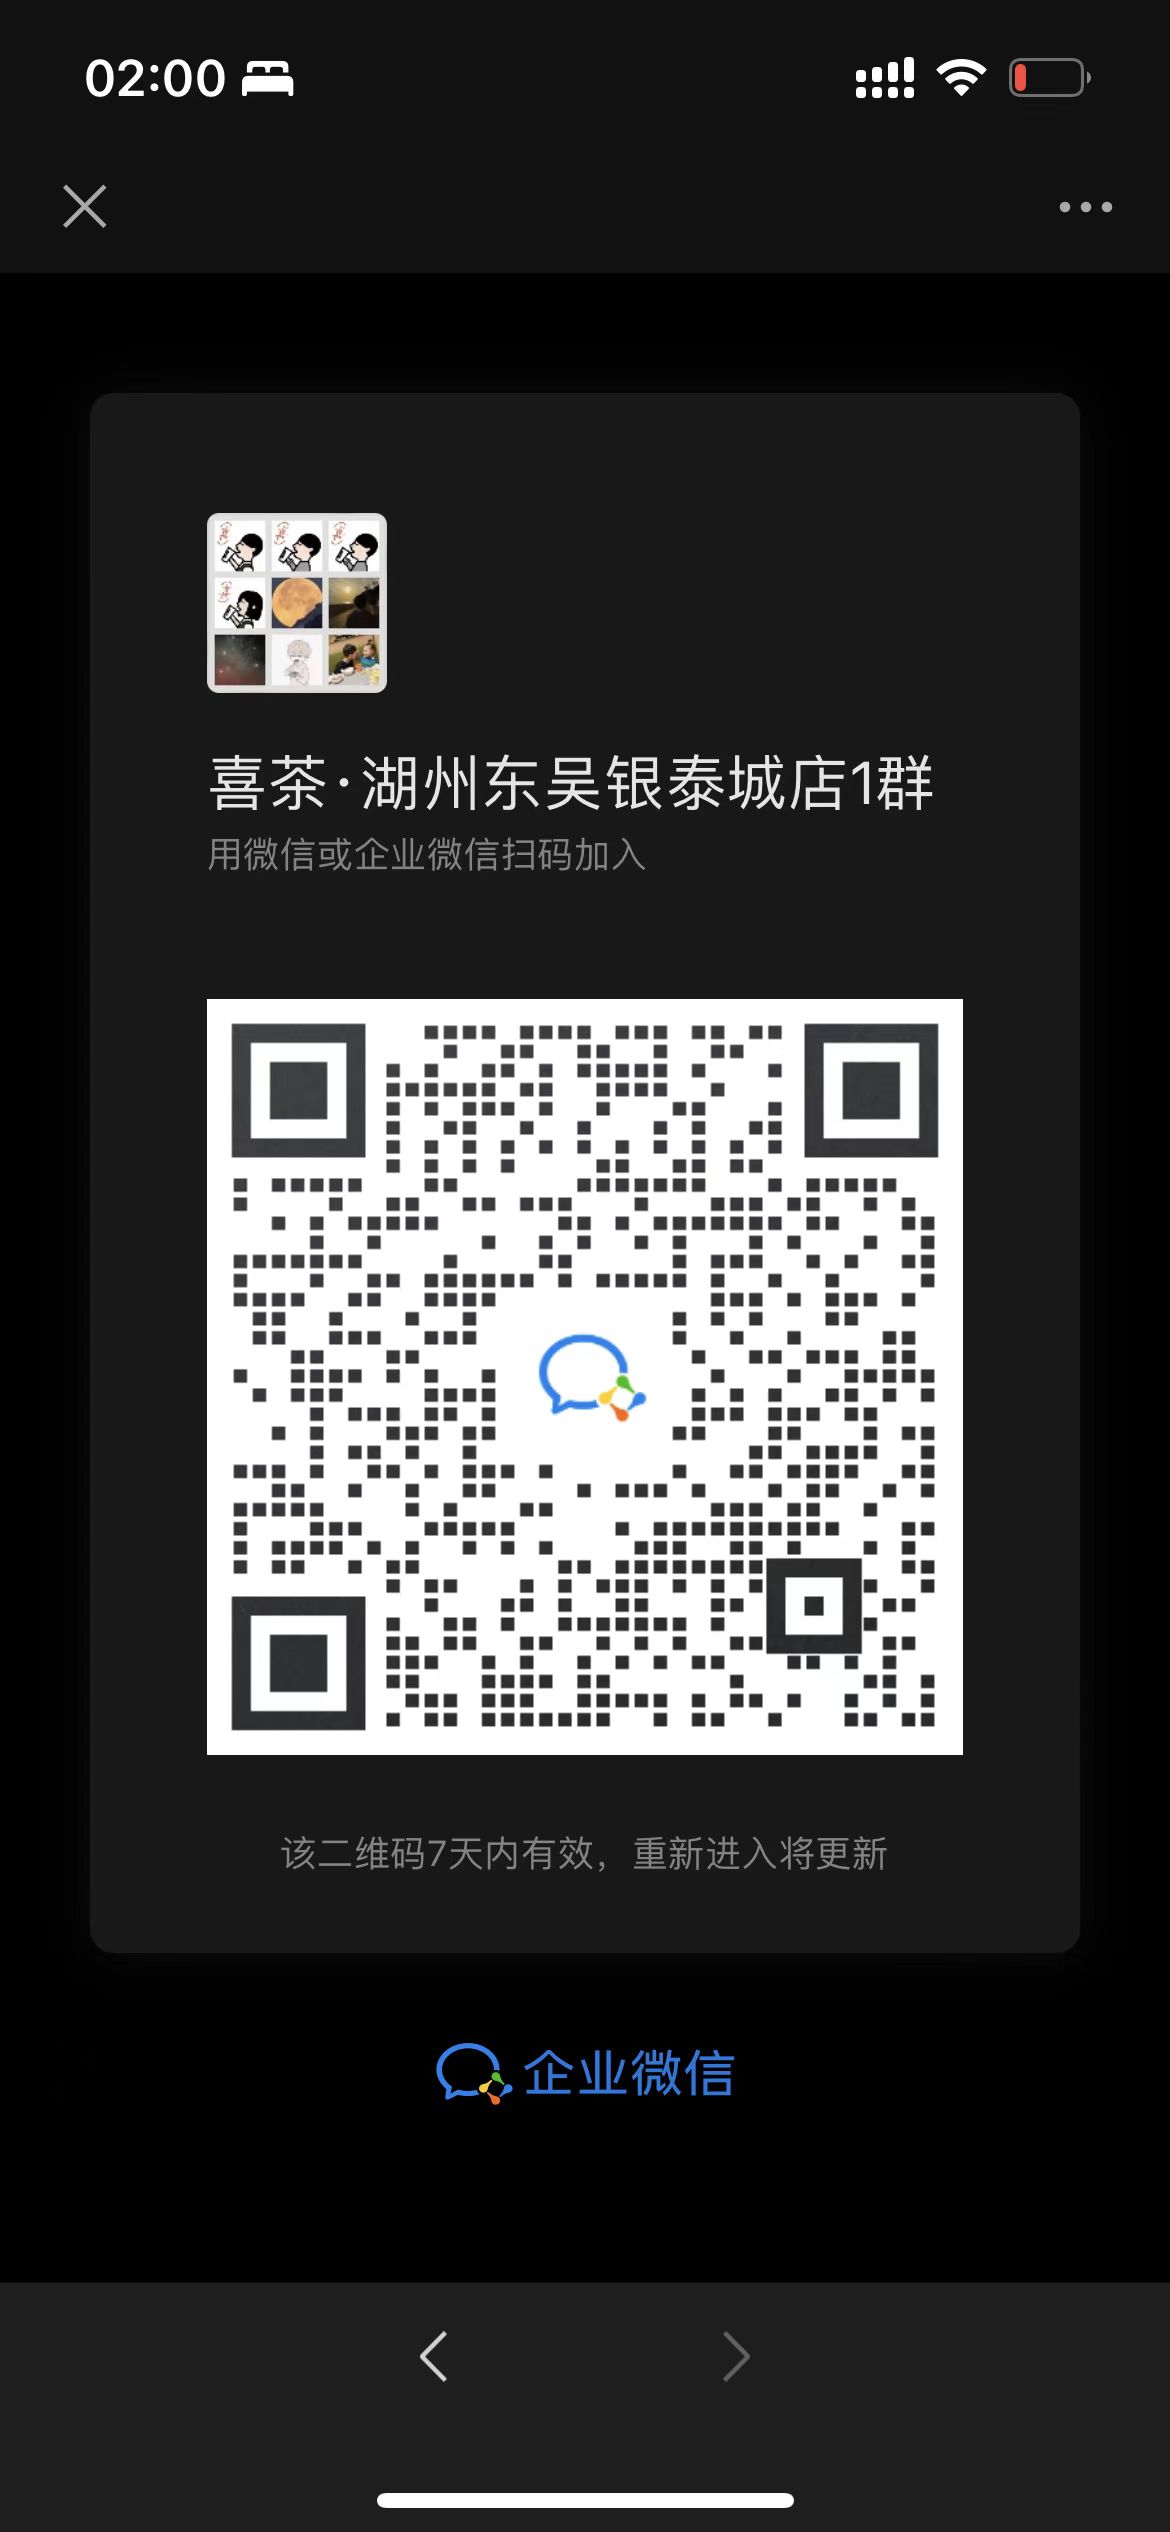 02:00
喜茶·湖州东吴银泰城店1群
用微信或企业微信扫码加入
该二维码7天内有效，重新进入将更新
企业微信